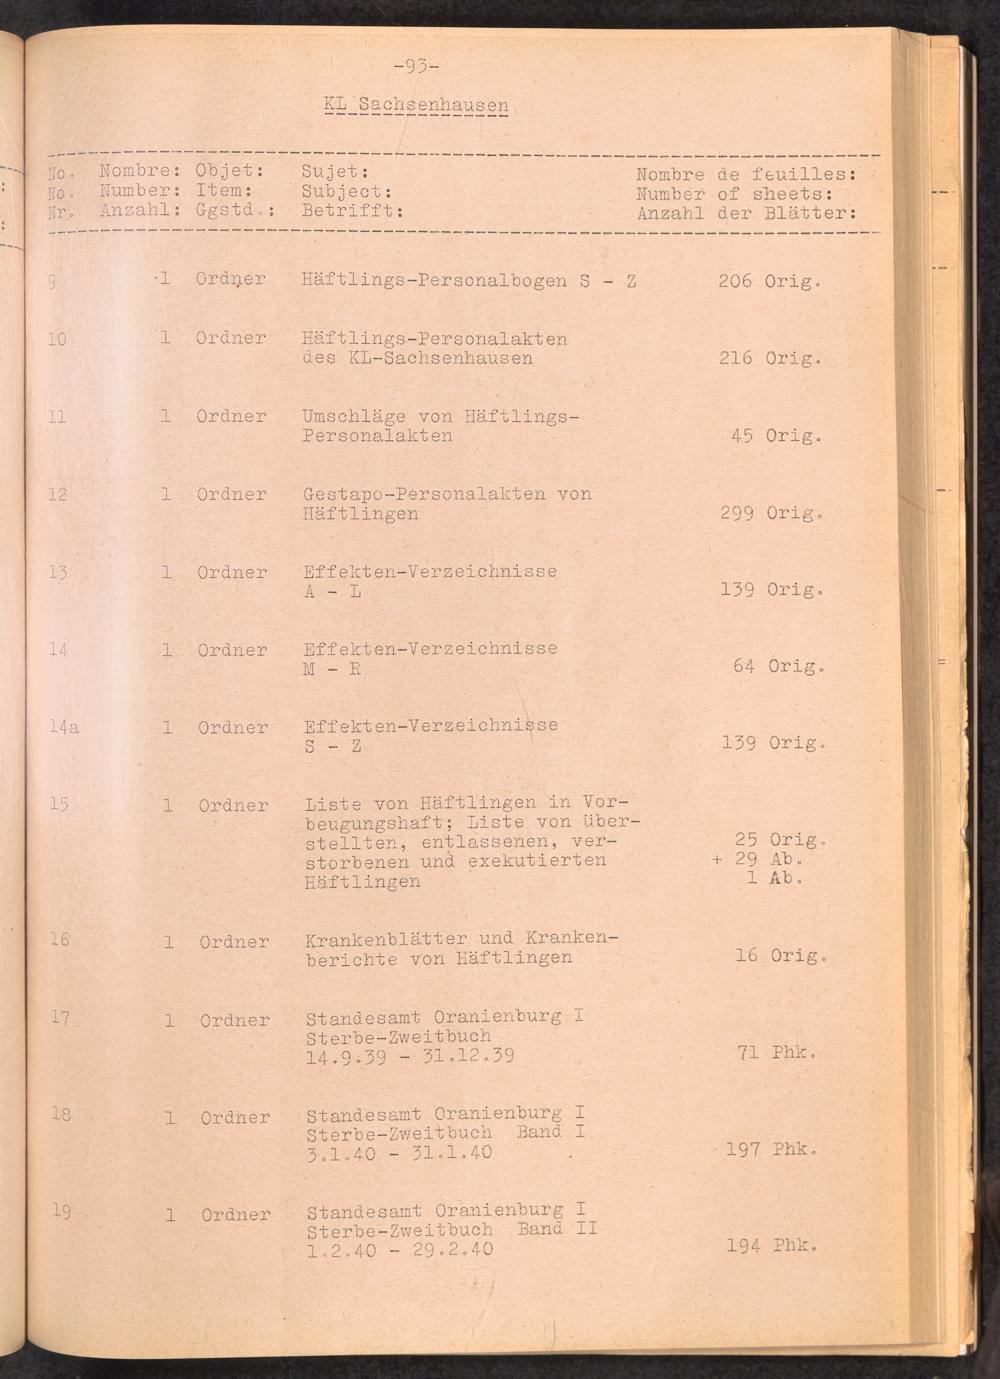 -93-
KL Sachsenhausen
No. Nombre: Objet: Sujet: Nombre de feuilles:
No. Number: Item: Subject: Number of sheets:
Nr. Anzahl: Ggstd.: Betrifft: Anzahl der Blätter:
9 1 Ordner Häftlings-Personalbogen S - Z 206 Orig.
10 1 Ordner Häftlings-Personalakten
des KL-Sachsenhausen 216 Orig.
11 1 Ordner Umschläge von Häftlings-
Personalakten 45 Orig.
12 1 Ordner Gestapo-Personalakten von
Häftlingen 299 Orig.
13 1 Ordner Effekten-Verzeichnisse
A - L 139 Orig.
14 1 Ordner Effekten-Verzeichnisse
M - R 64 Orig.
14a 1 Ordner Effekten-Verzeichnisse
S - Z 139 Orig.
15 1 Ordner Liste von Häftlingen in Vor-
beugungshaft; Liste von über-
stellten, entlassenen, ver- 25 Orig.
storbenen und exekutierten + 29 Ab.
Häftlingen 1 Ab.
16 1 Ordner Krankenblätter und Kranken-
berichte von Häftlingen 16 Orig.
17 1 Ordner Standesamt Oranienburg I
Sterbe-Zweitbuch
14.9.39 - 31.12.39 71 Phk.
18 1 Ordner Standesamt Oranienburg I
Sterbe-Zweitbuch Band I
3.1.40 - 31.1.40 197 Phk.
19 1 Ordner Standesamt Oranienburg I
Sterbe-Zweitbuch Band II
1.2.40 - 29.2.40 194 Phk.